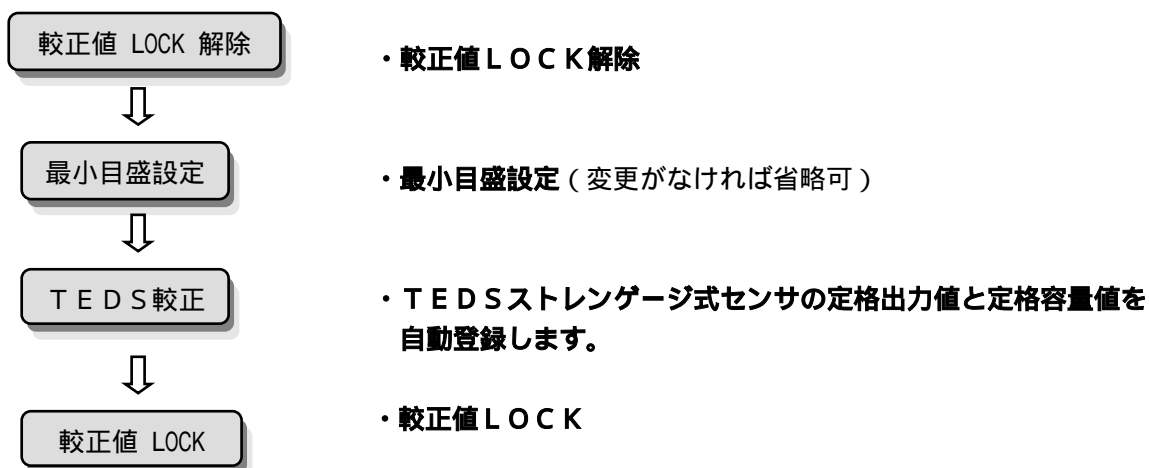 較正値 LOCK 解除
・較正値ＬＯＣＫ解除
最小目盛設定
・最小目盛設定（変更がなければ省略可）
ＴＥＤＳ較正
・ＴＥＤＳストレンゲージ式センサの定格出力値と定格容量値を
自動登録します。
較正値 LOCK
・較正値ＬＯＣＫ